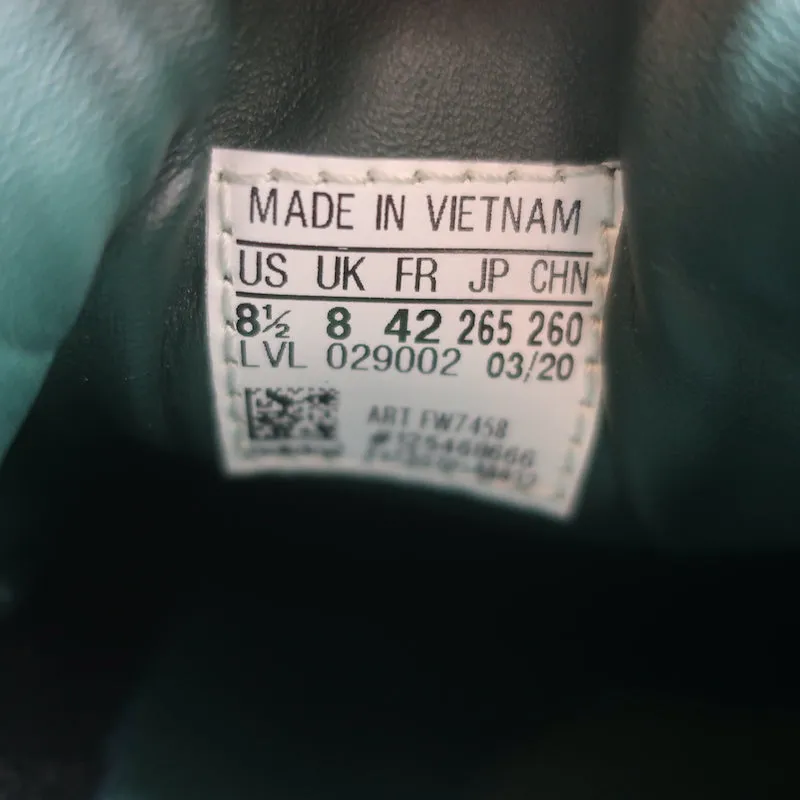 MADE IN VIETNAM
US UK FR JP CHN
8½ 8 42 265 260
LVL 029002 03/20
ART FW7458